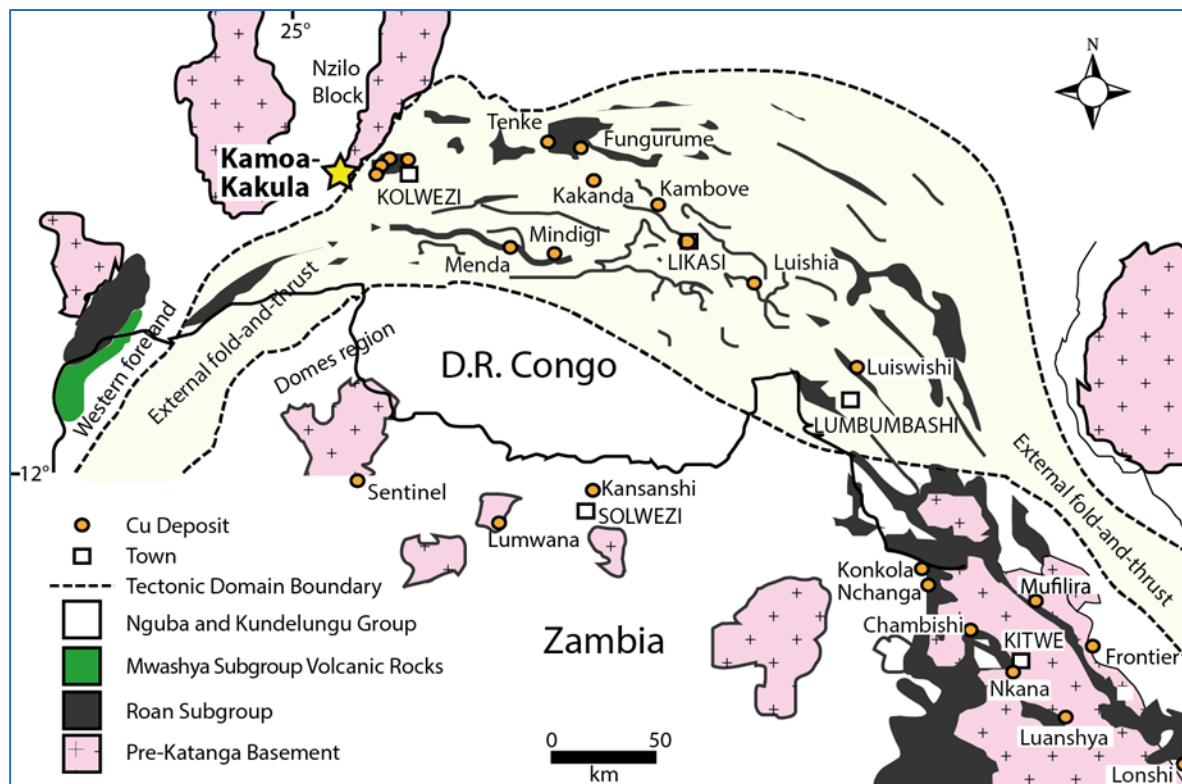 25°
N
Nzilo
Block
Tenke
Fungurume
Kamoa-
Kakula
KOLWEZI
Kakanda
Kambove
Mindigi
Menda
LIKASI
Luishia
Western foreland
External fold-and-thrust
Domes region
D.R. Congo
Luiswishi
LUMBUMBASHI
External fold-and-thrust
12°
Sentinel
Kansanshi
SOLWEZI
Lumwana
Konkola
Nchanga
Mufilira
Chambishi
KITWE
Zambia
Frontier
Nkana
Luanshya
Lonshi
Cu Deposit
Town
Tectonic Domain Boundary
Nguba and Kundelungu Group
Mwashya Subgroup Volcanic Rocks
Roan Subgroup
Pre-Katanga Basement
0 50
km